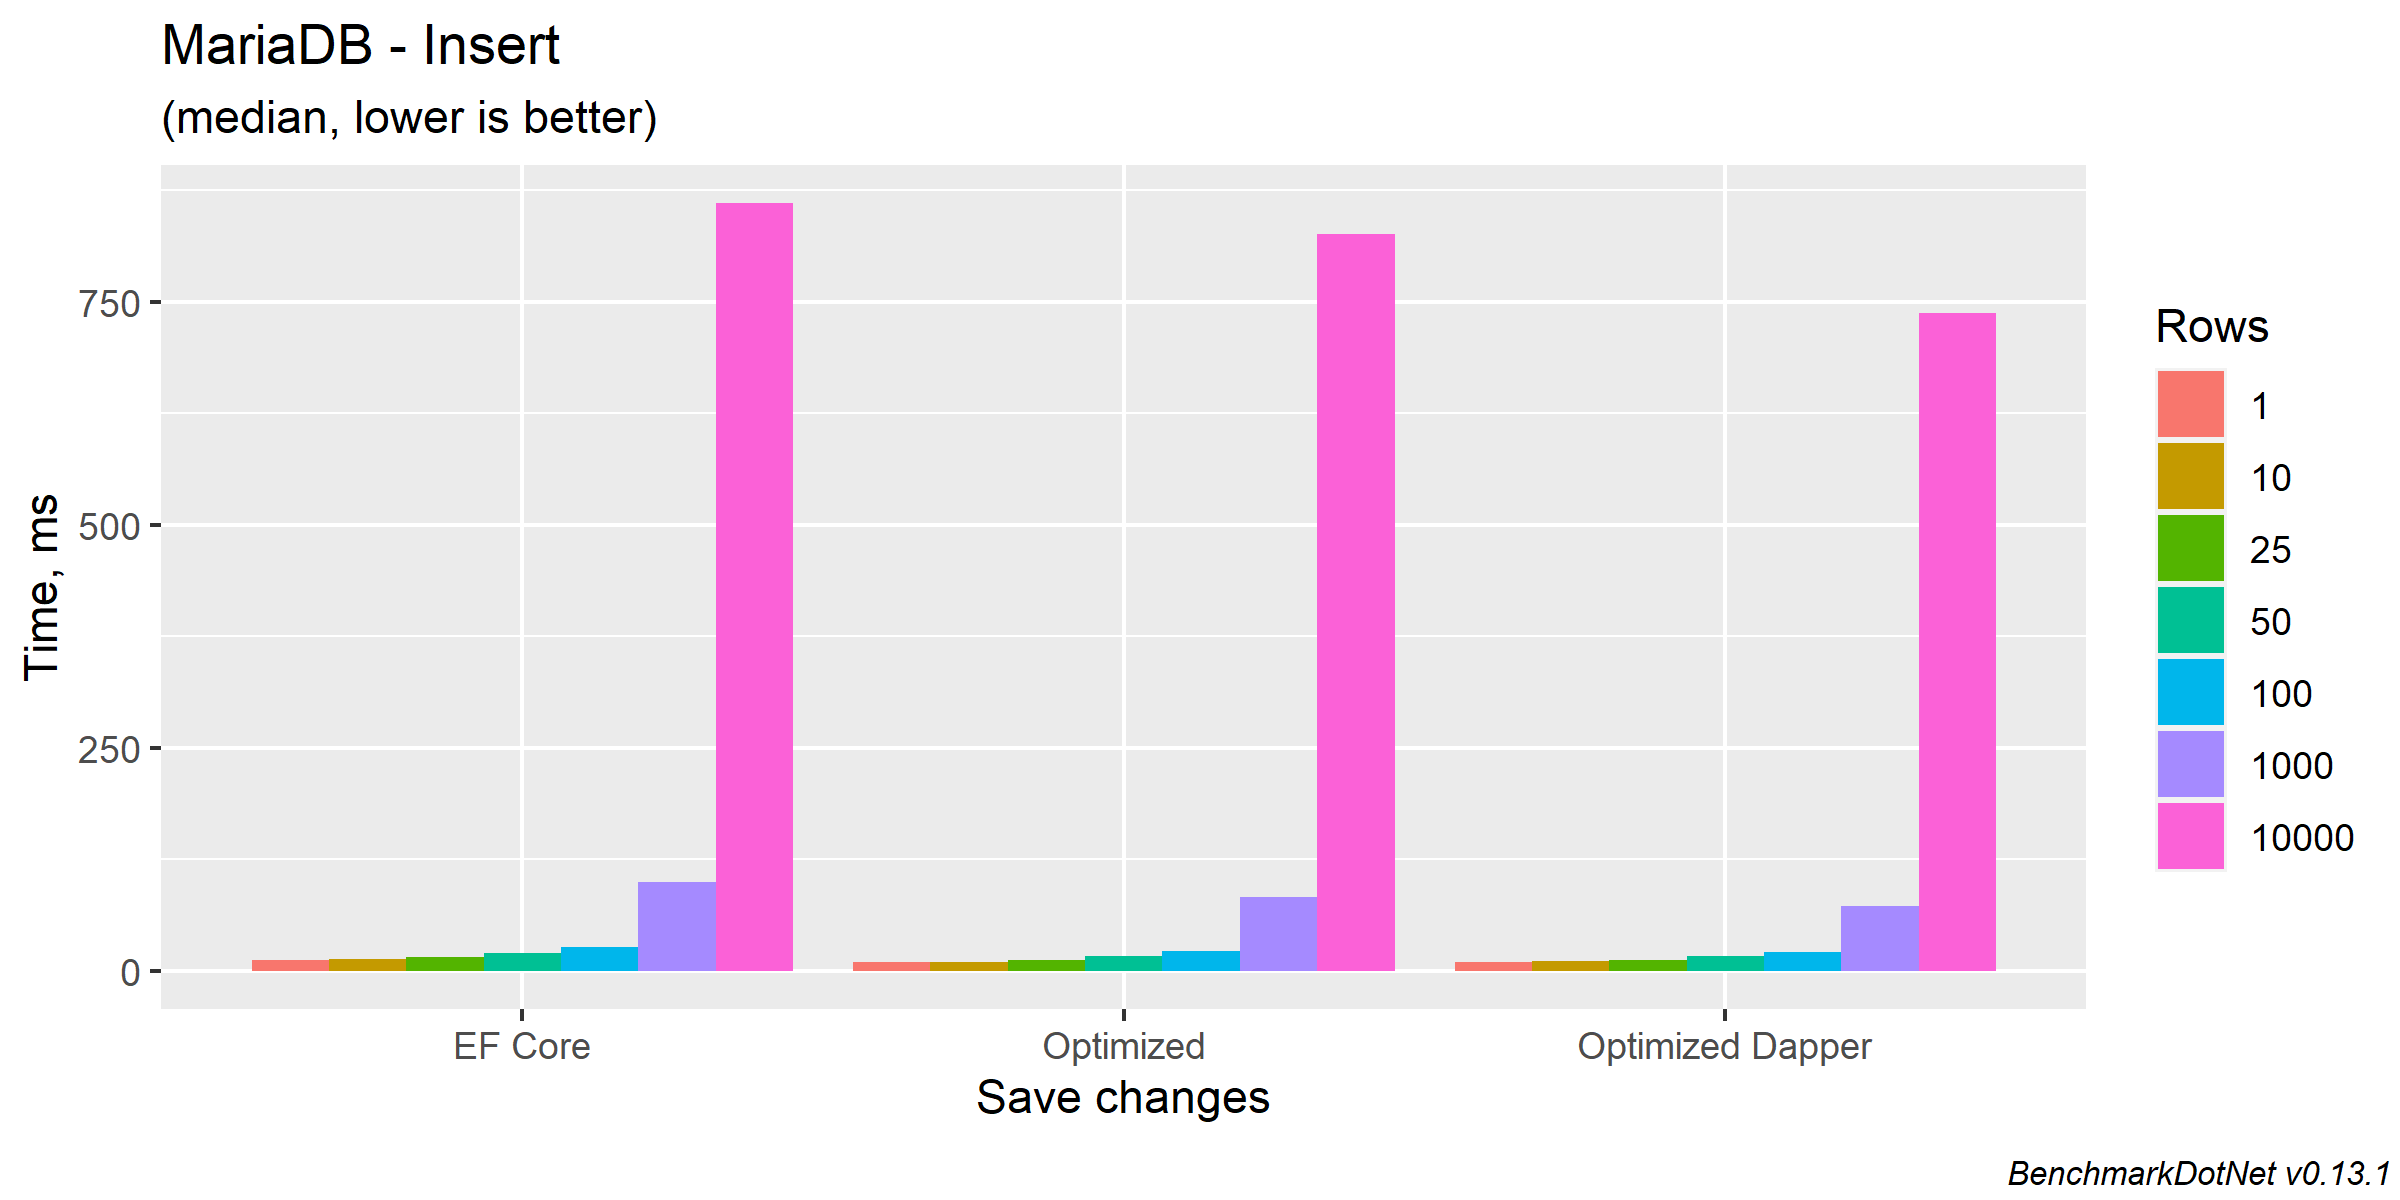 MariaDB - Insert
(median, lower is better)
Time, ms
750
500
250
0
EF Core
Optimized
Optimized Dapper
Save changes
Rows
1
10
25
50
100
1000
10000
BenchmarkDotNet v0.13.1